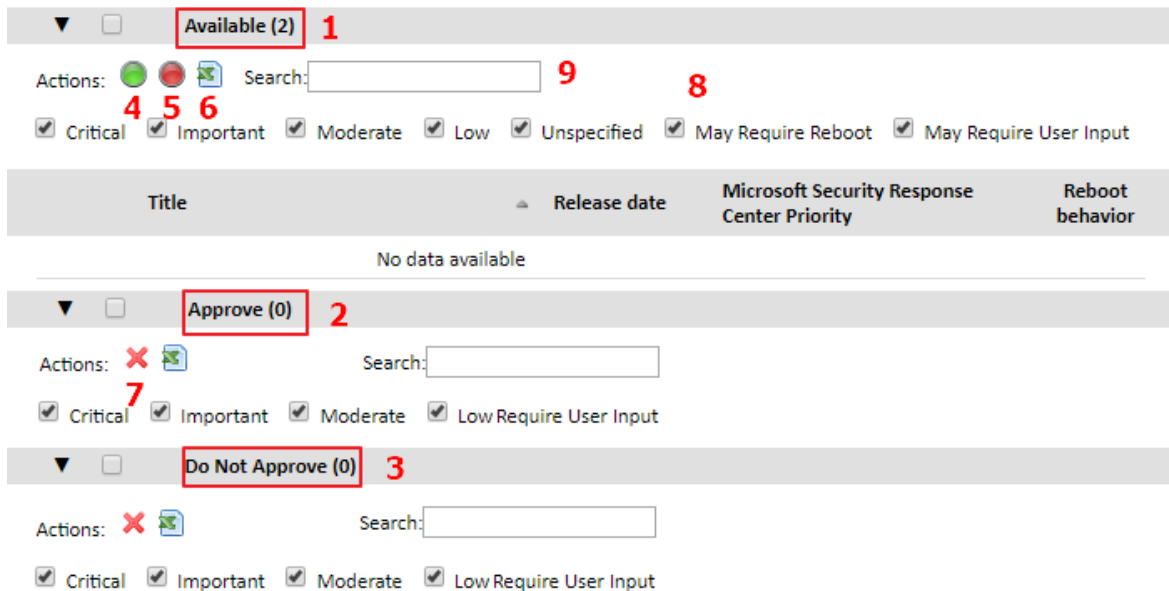 ▼ Available (2) 1
Actions: Search: 9
4 5 6 8
Critical Important Moderate Low Unspecified May Require Reboot May Require User Input
Title Release date Microsoft Security Response Center Priority Reboot behavior
No data available
▼ Approve (0) 2
Actions: Search:
7
Critical Important Moderate Low Require User Input
▼ Do Not Approve (0) 3
Actions: Search:
Critical Important Moderate Low Require User Input